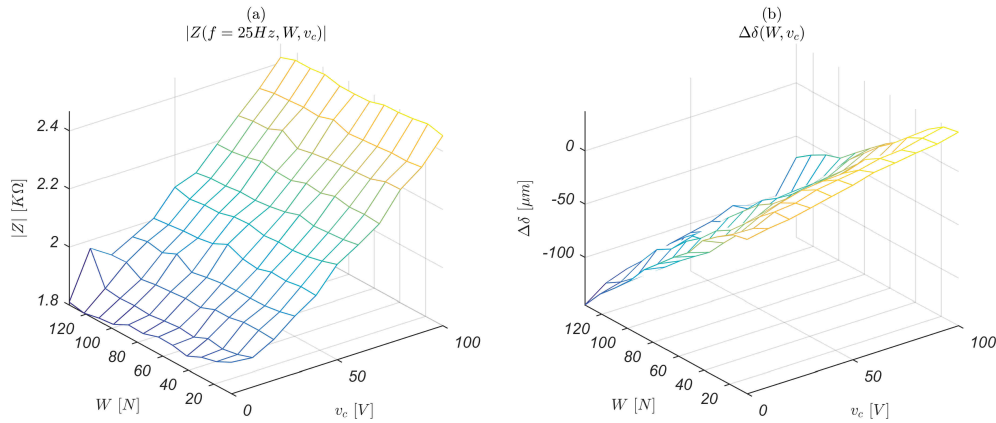 (a)
|Z(f = 25Hz, W, v_c)|
2.4
2.2
2
1.8
|Z| [KΩ]
120
100
80
60
40
20
W [N]
0
50
100
v_c [V]
(b)
Δδ(W, v_c)
0
-50
-100
Δδ [μm]
120
100
80
60
40
20
W [N]
0
50
100
v_c [V]